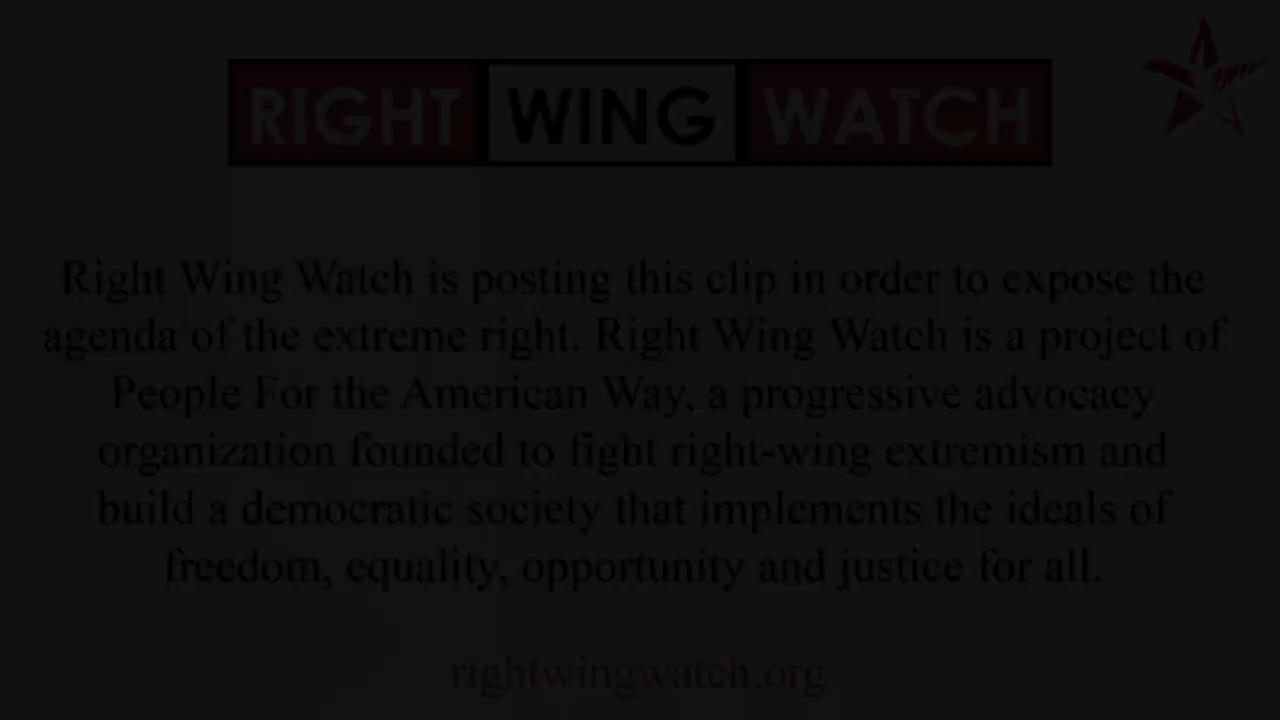 RIGHT WING WATCH
Right Wing Watch is posting this clip in order to expose the
agenda of the extreme right. Right Wing Watch is a project of
People For the American Way, a progressive advocacy
organization founded to fight right-wing extremism and
build a democratic society that implements the ideals of
freedom, equality, opportunity and justice for all.
rightwingwatch.org